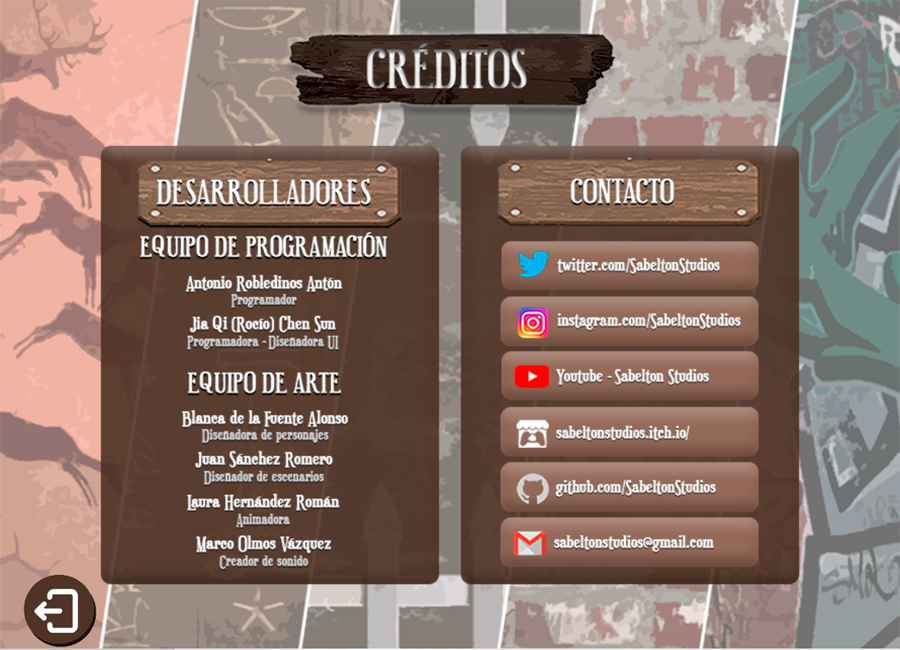 CRÉDITOS
DESARROLLADORES
EQUIPO DE PROGRAMACIÓN
Antonio Robledinos Antón
Programador
Jia Qi (Rocío) Chen Sun
Programadora - Diseñadora UI
EQUIPO DE ARTE
Blanca de la Fuente Alonso
Diseñadora de personajes
Juan Sánchez Romero
Diseñador de escenarios
Laura Hernández Román
Animadora
Marco Olmos Vázquez
Creador de sonido
CONTACTO
twitter.com/SabeltonStudios
instagram.com/SabeltonStudios
Youtube - Sabelton Studios
sabeltonstudios.itch.io/
github.com/SabeltonStudios
sabeltonstudios@gmail.com